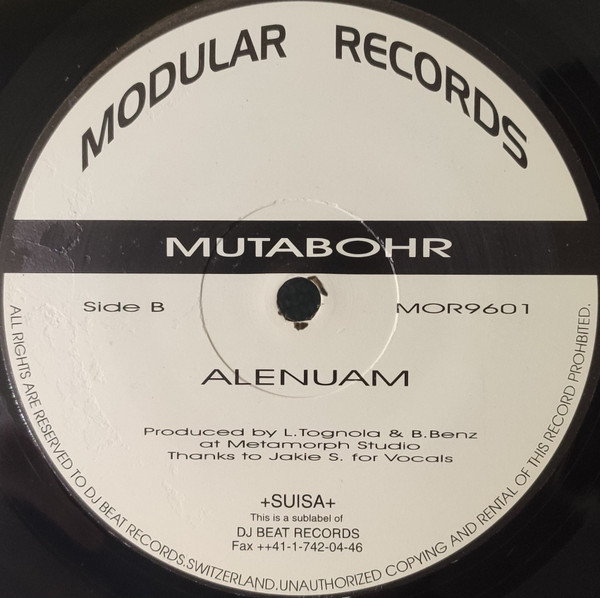 MODULAR RECORDS
MUTABOHR
Side B
MOR9601
ALENUAM
Produced by L.Tognola & B.Benz
at Metamorph Studio
Thanks to Jakie S. for Vocals
+SUISA+
This is a sublabel of
DJ BEAT RECORDS
Fax ++41-1-742-04-46
ALL RIGHTS ARE RESERVED TO DJ BEAT RECORDS.SWITZERLAND.UNAUTHORIZED COPYING AND RENTAL OF THIS RECORD PROHIBITED.